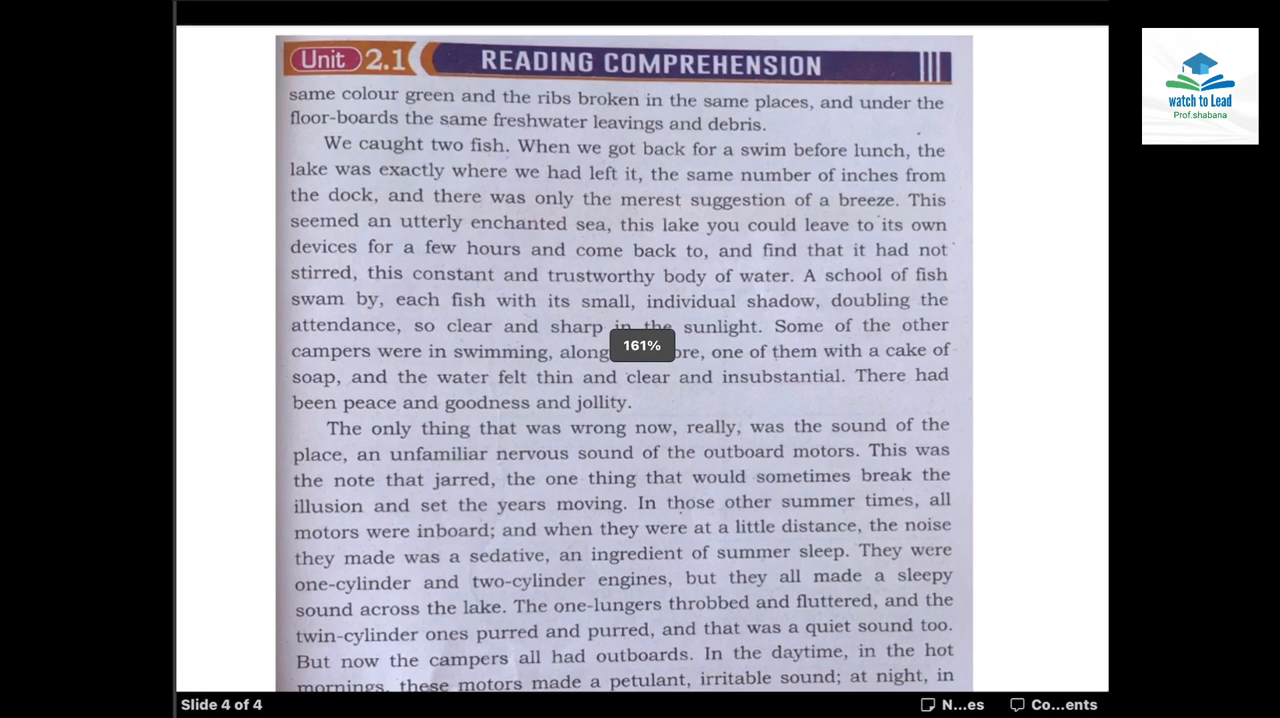 Unit 2.1 READING COMPREHENSION
same colour green and the ribs broken in the same places, and under the
floor-boards the same freshwater leavings and debris.
We caught two fish. When we got back for a swim before lunch, the
lake was exactly where we had left it, the same number of inches from
the dock, and there was only the merest suggestion of a breeze. This
seemed an utterly enchanted sea, this lake you could leave to its own
devices for a few hours and come back to, and find that it had not
stirred, this constant and trustworthy body of water. A school of fish
swam by, each fish with its small, individual shadow, doubling the
attendance, so clear and sharp in the sunlight. Some of the other
campers were in swimming, along ore, one of them with a cake of
soap, and the water felt thin and clear and insubstantial. There had
been peace and goodness and jollity.
The only thing that was wrong now, really, was the sound of the
place, an unfamiliar nervous sound of the outboard motors. This was
the note that jarred, the one thing that would sometimes break the
illusion and set the years moving. In those other summer times, all
motors were inboard; and when they were at a little distance, the noise
they made was a sedative, an ingredient of summer sleep. They were
one-cylinder and two-cylinder engines, but they all made a sleepy
sound across the lake. The one-lungers throbbed and fluttered, and the
twin-cylinder ones purred and purred, and that was a quiet sound too.
But now the campers all had outboards. In the daytime, in the hot
mornings, these motors made a petulant, irritable sound; at night, in
161%
watch to Lead
Prof.shabana
Slide 4 of 4
N...es
Co...ents